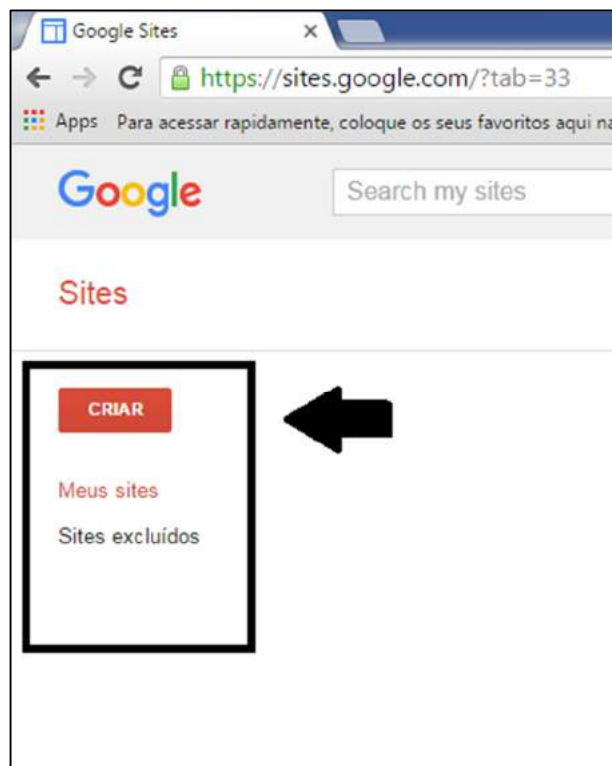 Google Sites
https://sites.google.com/?tab=33
Apps Para acessar rapidamente, coloque os seus favoritos aqui na
Google
Search my sites
Sites
CRIAR
Meus sites
Sites excluídos